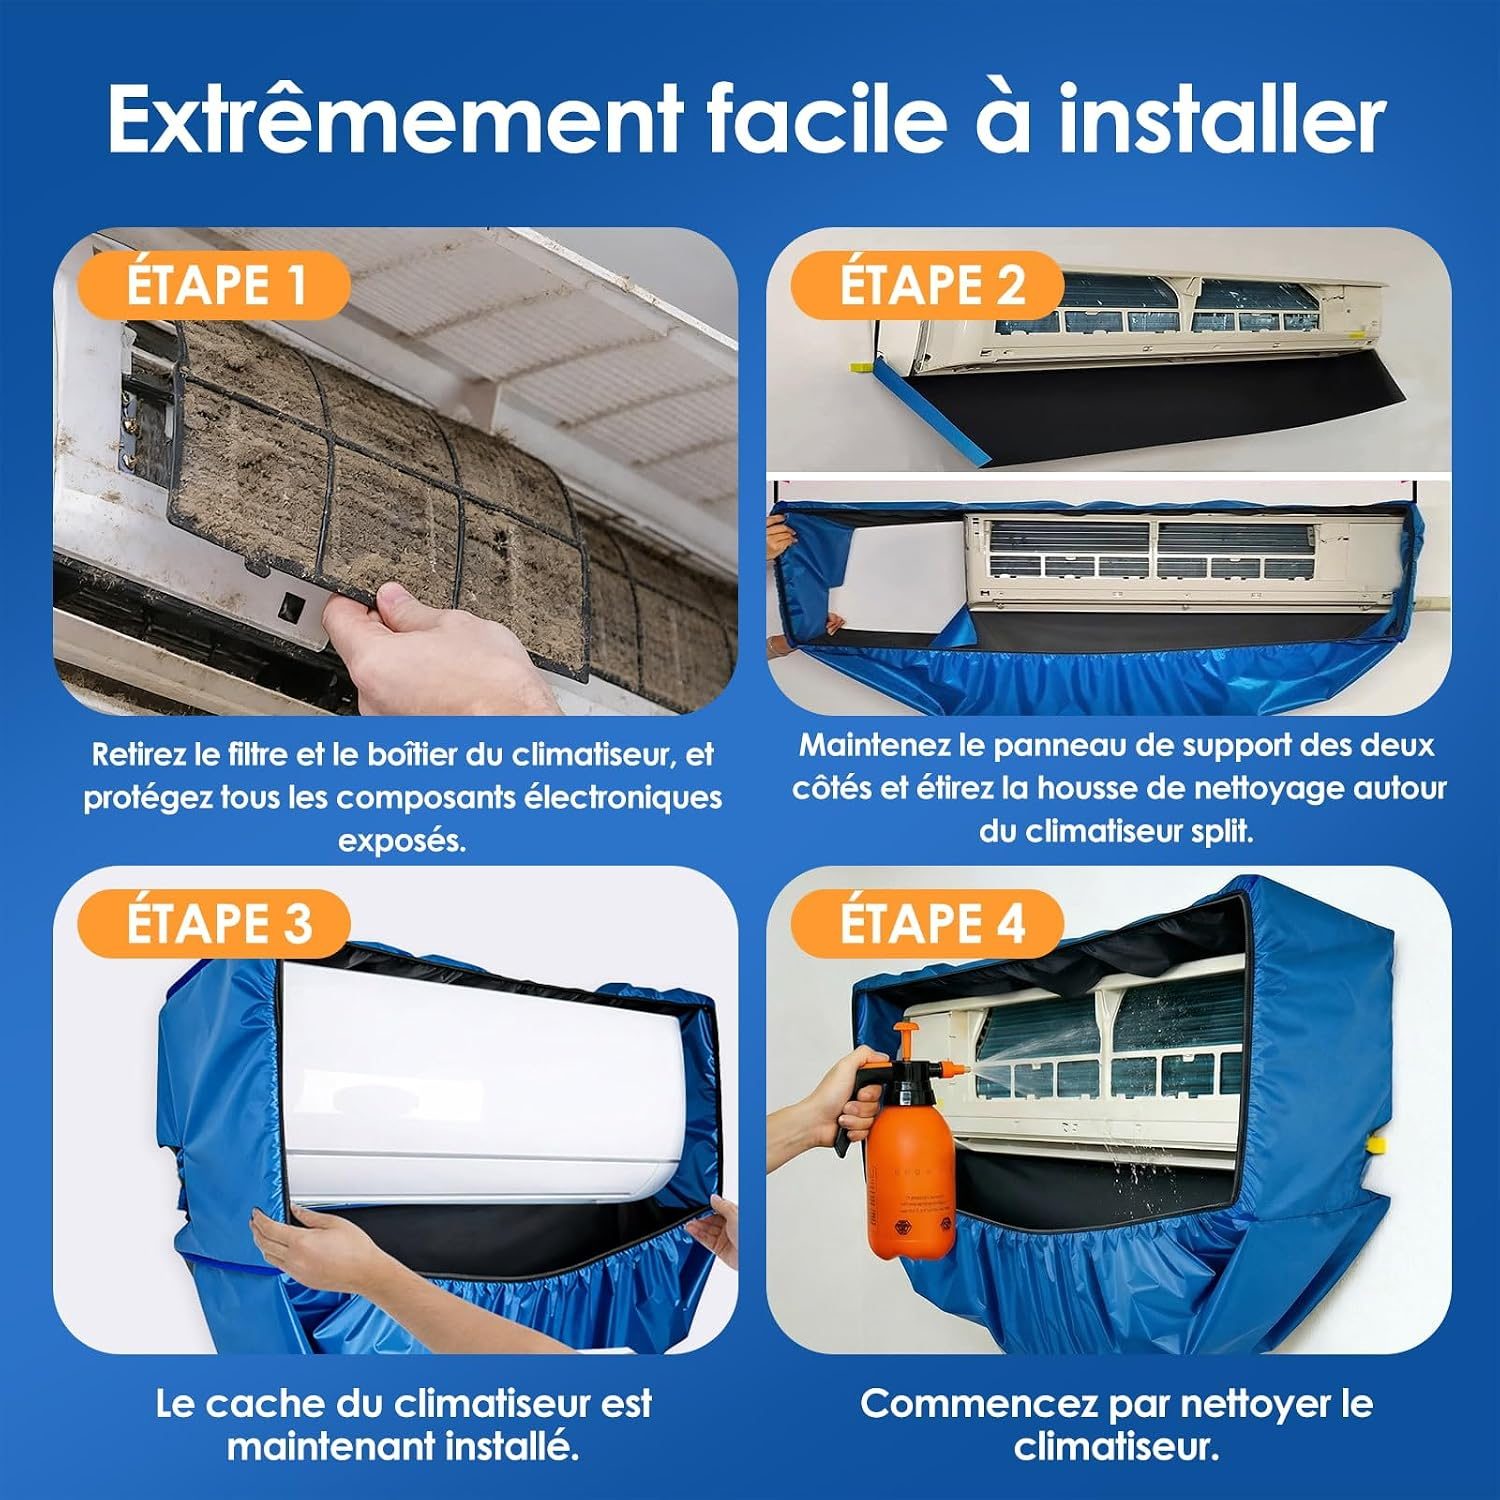 Extrêmement facile à installer
ÉTAPE 1
ÉTAPE 2
Retirez le filtre et le boîtier du climatiseur, et
protégez tous les composants électroniques
exposés.
Maintenez le panneau de support des deux
côtés et étirez la housse de nettoyage autour
du climatiseur split.
ÉTAPE 3
ÉTAPE 4
Le cache du climatiseur est
maintenant installé.
Commencez par nettoyer le
climatiseur.